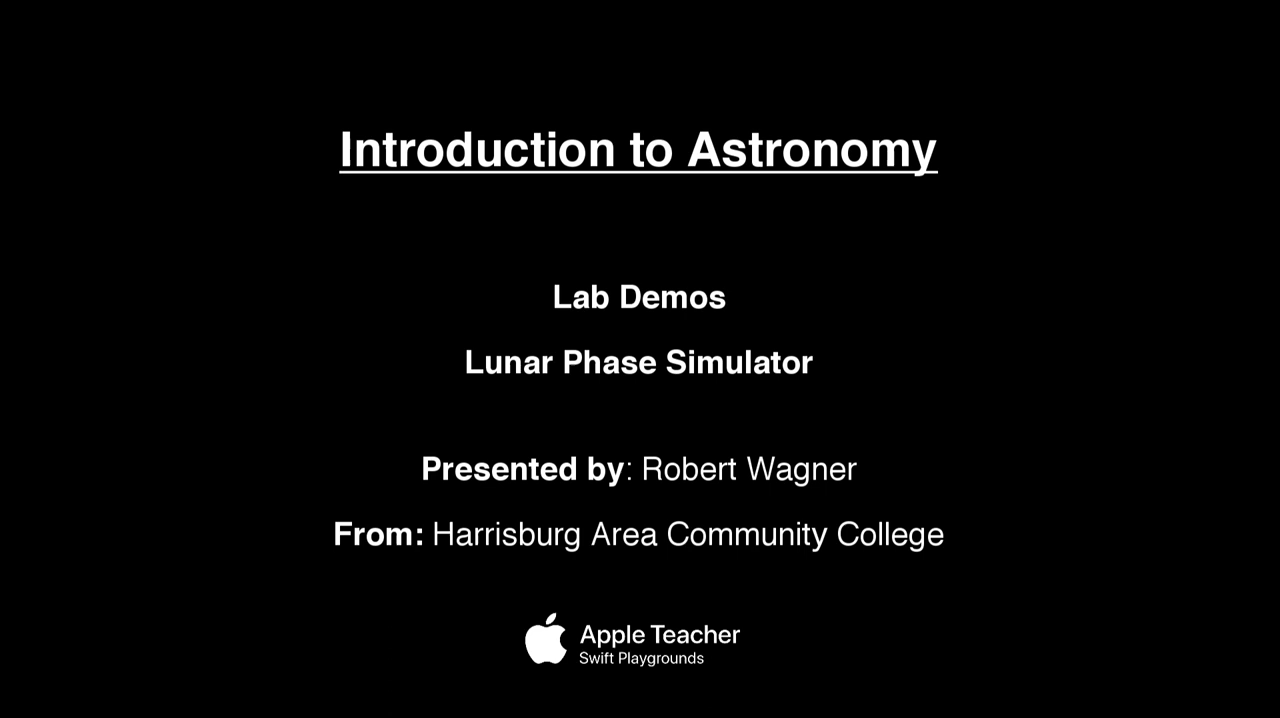 Introduction to Astronomy
Lab Demos
Lunar Phase Simulator
Presented by: Robert Wagner
From: Harrisburg Area Community College
Apple Teacher
Swift Playgrounds